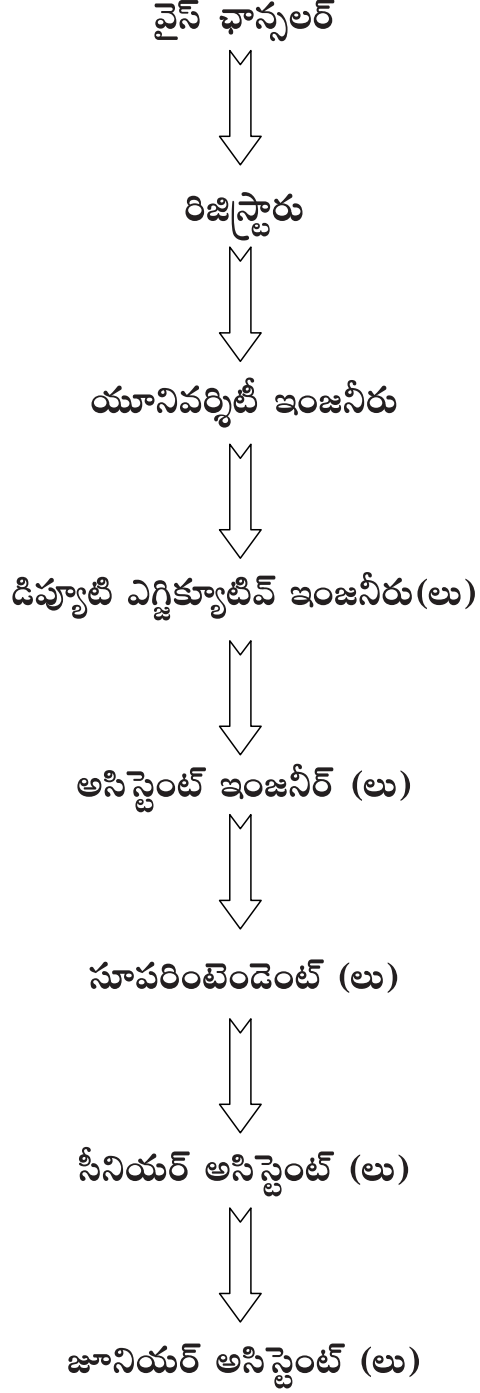 వైస్ ఛాన్సలర్
రిజిస్ట్రారు
యూనివర్శిటీ ఇంజనీరు
డిప్యూటి ఎగ్జిక్యూటివ్ ఇంజనీరు(లు)
అసిస్టెంట్ ఇంజనీర్ (లు)
సూపరింటెండెంట్ (లు)
సీనియర్ అసిస్టెంట్ (లు)
జూనియర్ అసిస్టెంట్ (లు)